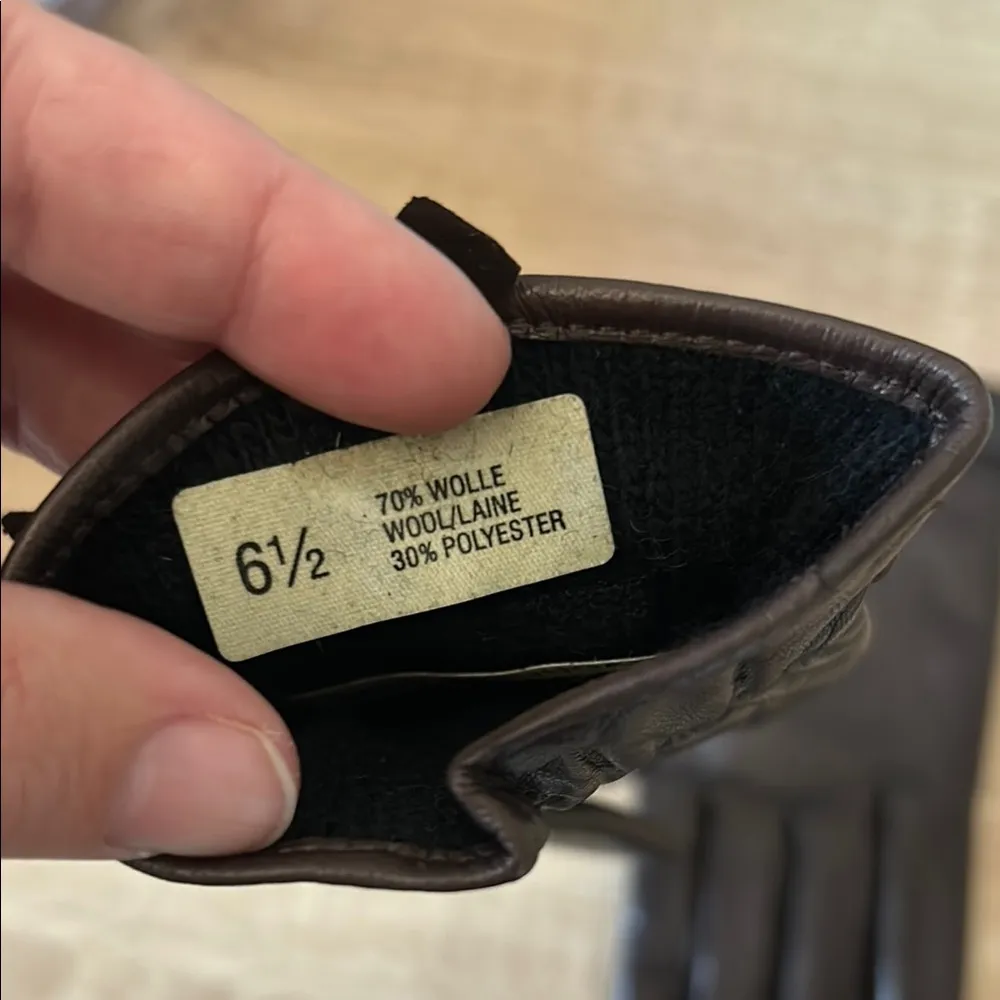 6½
70% WOLLE
WOOL/LAINE
30% POLYESTER